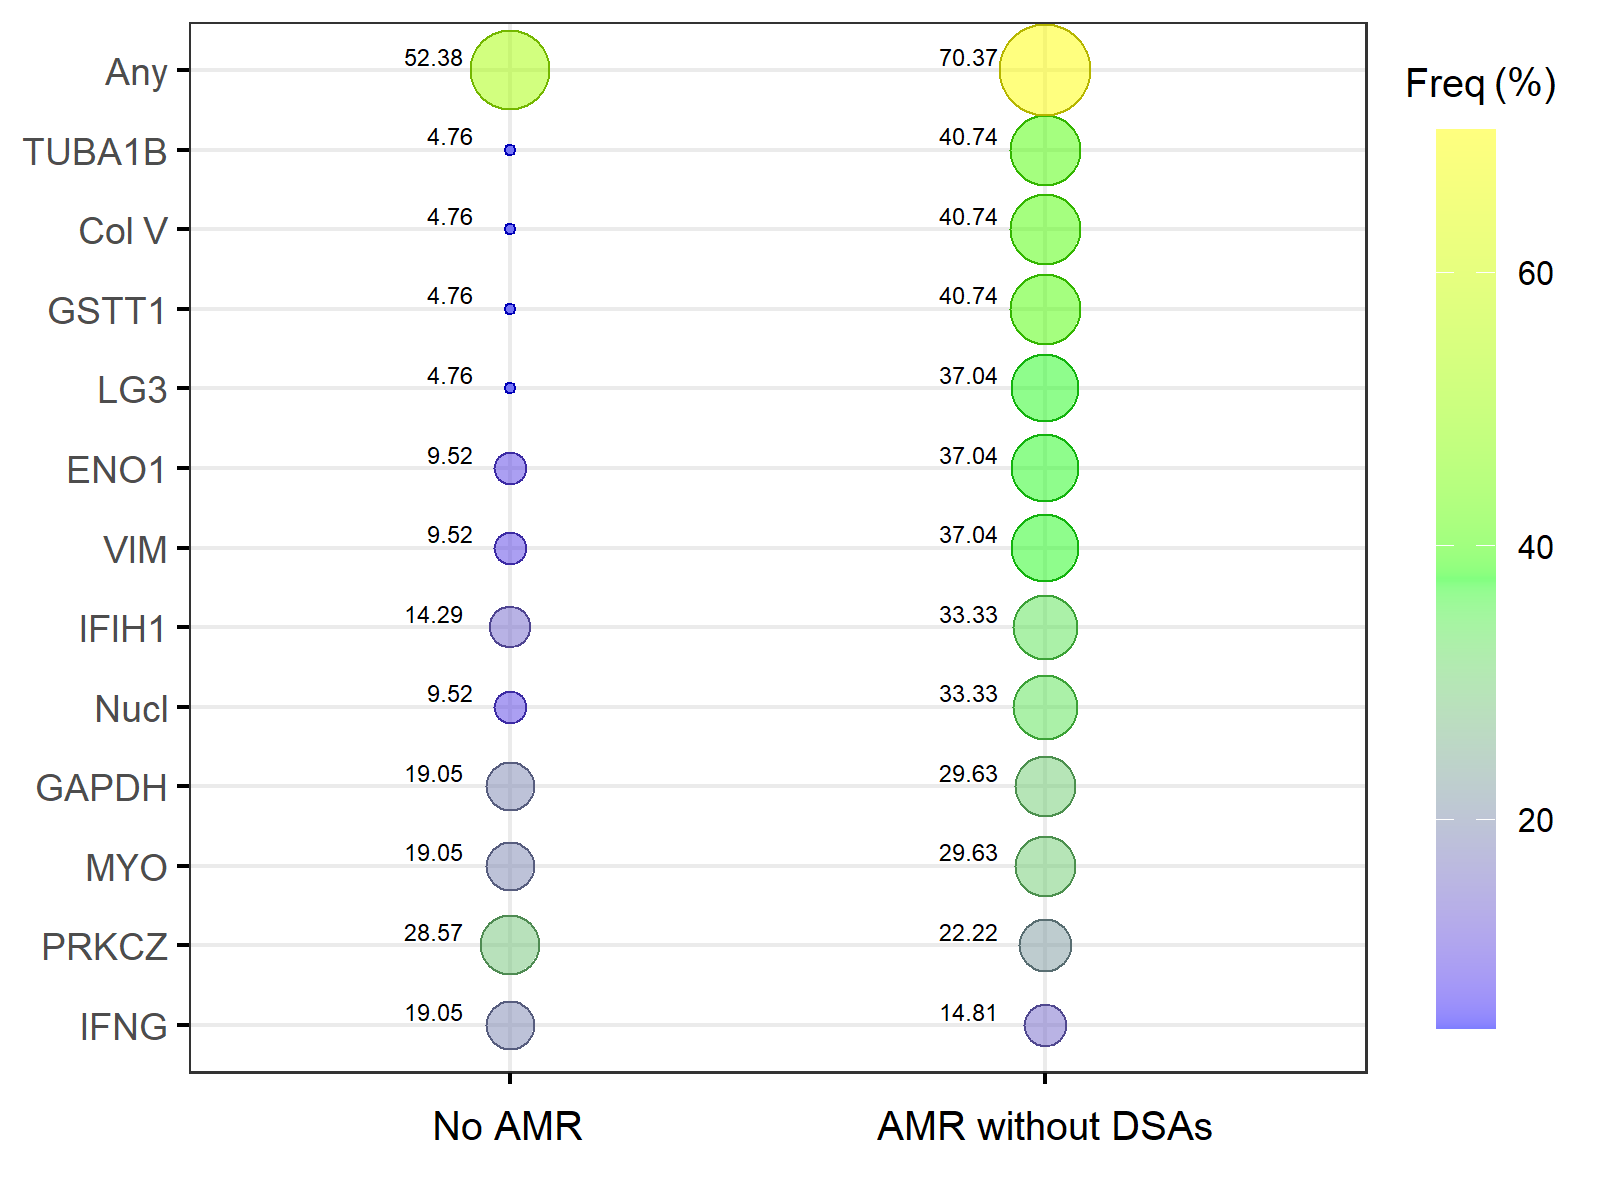 Freq (%)
Any 52.38 70.37
TUBA1B 4.76 40.74
Col V 4.76 40.74
GSTT1 4.76 40.74
LG3 4.76 37.04
ENO1 9.52 37.04
VIM 9.52 37.04
IFIH1 14.29 33.33
Nucl 9.52 33.33
GAPDH 19.05 29.63
MYO 19.05 29.63
PRKCZ 28.57 22.22
IFNG 19.05 14.81
No AMR AMR without DSAs
60
40
20